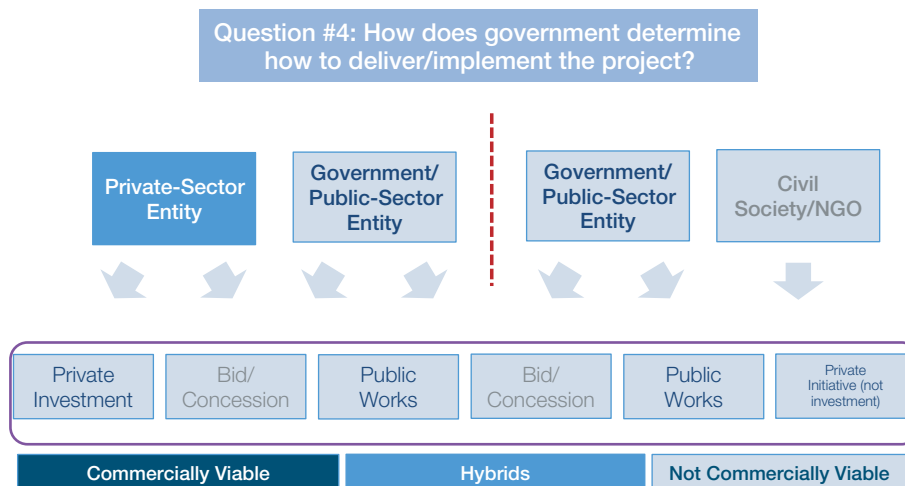 Question #4: How does government determine
how to deliver/implement the project?
Private-Sector
Entity
Government/
Public-Sector
Entity
Government/
Public-Sector
Entity
Civil
Society/NGO
Private
Investment
Bid/
Concession
Public
Works
Bid/
Concession
Public
Works
Private
Initiative (not
investment)
Commercially Viable
Hybrids
Not Commercially Viable